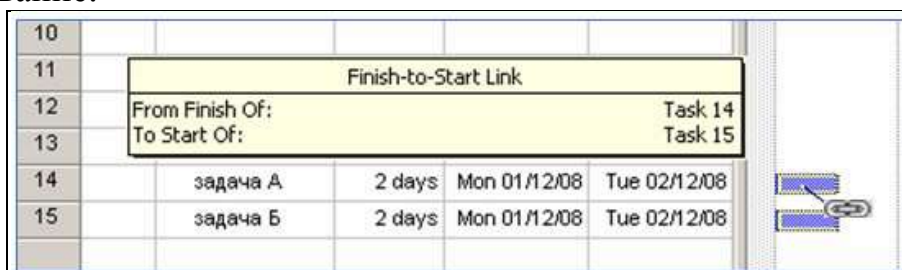 10
11
Finish-to-Start Link
12 From Finish Of: Task 14
13 To Start Of: Task 15
14 задача А 2 days Mon 01/12/08 Tue 02/12/08
15 задача Б 2 days Mon 01/12/08 Tue 02/12/08